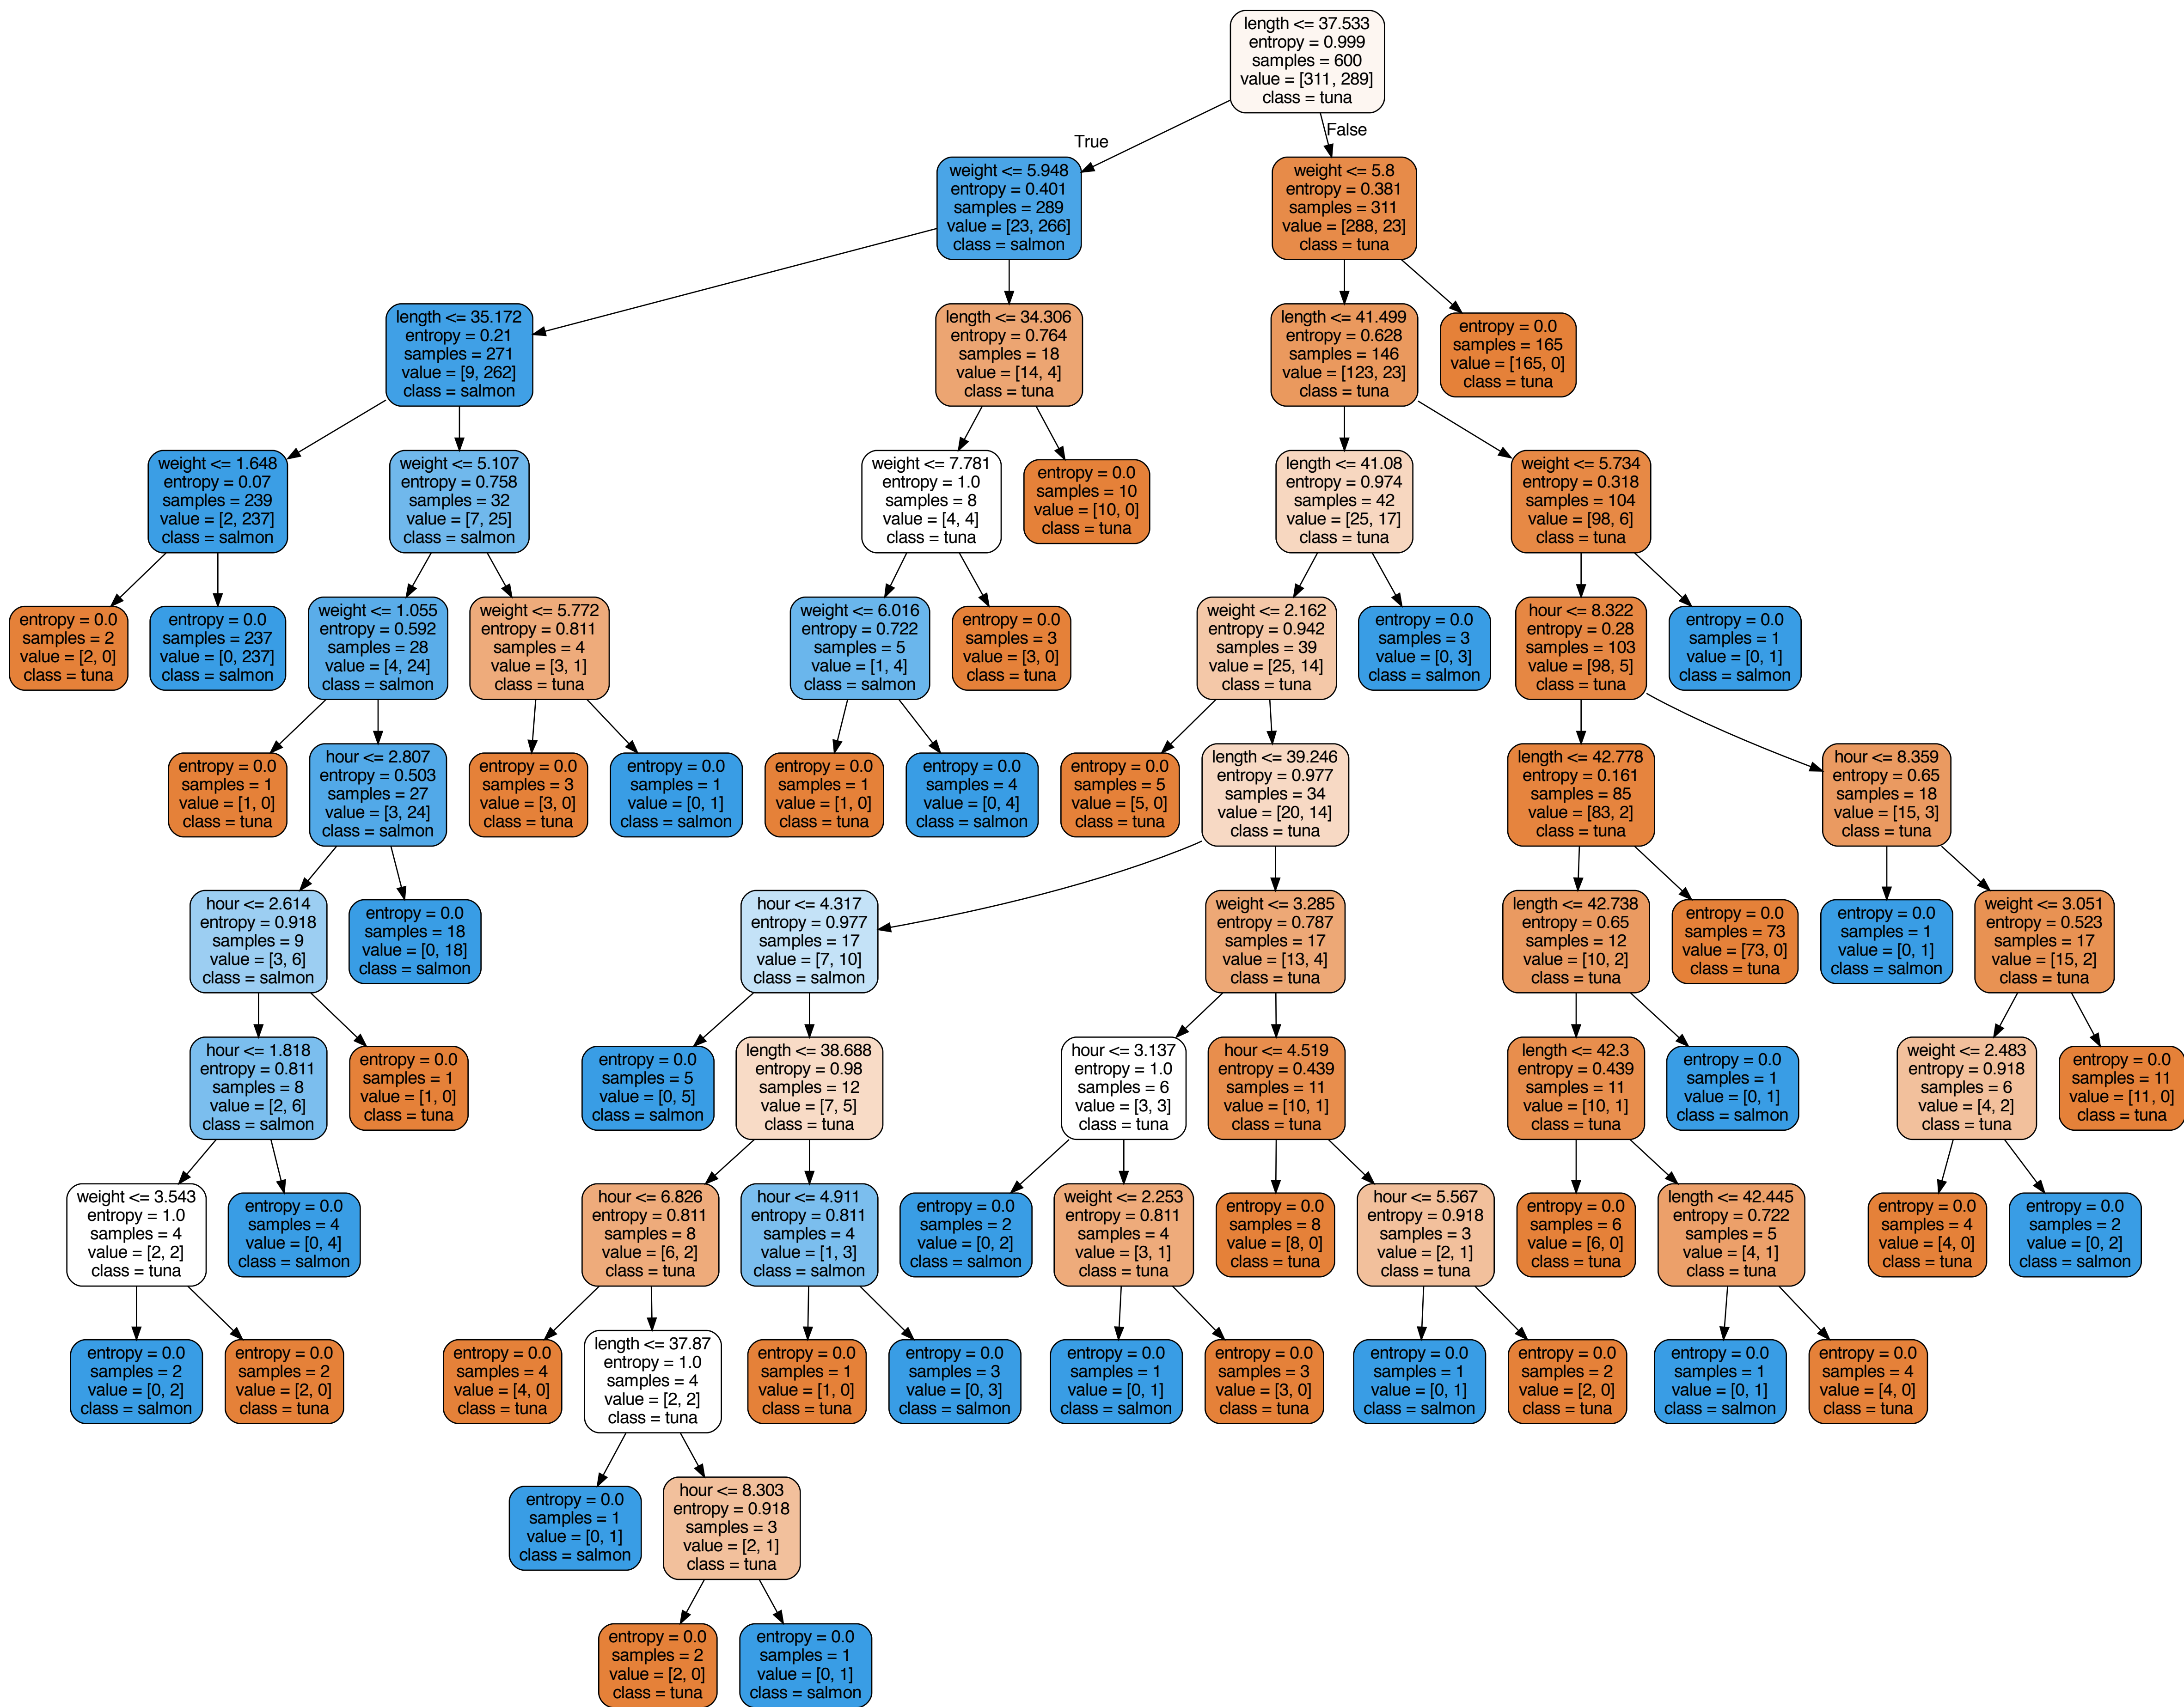 length <= 37.533
entropy = 0.999
samples = 600
value = [311, 289]
class = tuna
True
False
weight <= 5.948
entropy = 0.401
samples = 289
value = [23, 266]
class = salmon
weight <= 5.8
entropy = 0.381
samples = 311
value = [288, 23]
class = tuna
length <= 35.172
entropy = 0.21
samples = 271
value = [9, 262]
class = salmon
length <= 34.306
entropy = 0.764
samples = 18
value = [14, 4]
class = tuna
length <= 41.499
entropy = 0.628
samples = 146
value = [123, 23]
class = tuna
entropy = 0.0
samples = 165
value = [165, 0]
class = tuna
weight <= 1.648
entropy = 0.07
samples = 239
value = [2, 237]
class = salmon
weight <= 5.107
entropy = 0.758
samples = 32
value = [7, 25]
class = salmon
weight <= 7.781
entropy = 1.0
samples = 8
value = [4, 4]
class = tuna
entropy = 0.0
samples = 10
value = [10, 0]
class = tuna
length <= 41.08
entropy = 0.974
samples = 42
value = [25, 17]
class = tuna
weight <= 5.734
entropy = 0.318
samples = 104
value = [98, 6]
class = tuna
entropy = 0.0
samples = 2
value = [2, 0]
class = tuna
entropy = 0.0
samples = 237
value = [0, 237]
class = salmon
weight <= 1.055
entropy = 0.592
samples = 28
value = [4, 24]
class = salmon
weight <= 5.772
entropy = 0.811
samples = 4
value = [3, 1]
class = tuna
weight <= 6.016
entropy = 0.722
samples = 5
value = [1, 4]
class = salmon
entropy = 0.0
samples = 3
value = [3, 0]
class = tuna
weight <= 2.162
entropy = 0.942
samples = 39
value = [25, 14]
class = tuna
entropy = 0.0
samples = 3
value = [0, 3]
class = salmon
hour <= 8.322
entropy = 0.28
samples = 103
value = [98, 5]
class = tuna
entropy = 0.0
samples = 1
value = [0, 1]
class = salmon
entropy = 0.0
samples = 1
value = [1, 0]
class = tuna
hour <= 2.807
entropy = 0.503
samples = 27
value = [3, 24]
class = salmon
entropy = 0.0
samples = 3
value = [3, 0]
class = tuna
entropy = 0.0
samples = 1
value = [0, 1]
class = salmon
entropy = 0.0
samples = 1
value = [1, 0]
class = tuna
entropy = 0.0
samples = 4
value = [0, 4]
class = salmon
entropy = 0.0
samples = 5
value = [5, 0]
class = tuna
length <= 39.246
entropy = 0.977
samples = 34
value = [20, 14]
class = tuna
length <= 42.778
entropy = 0.161
samples = 85
value = [83, 2]
class = tuna
hour <= 8.359
entropy = 0.65
samples = 18
value = [15, 3]
class = tuna
hour <= 2.614
entropy = 0.918
samples = 9
value = [3, 6]
class = salmon
entropy = 0.0
samples = 18
value = [0, 18]
class = salmon
hour <= 4.317
entropy = 0.977
samples = 17
value = [7, 10]
class = salmon
weight <= 3.285
entropy = 0.787
samples = 17
value = [13, 4]
class = tuna
length <= 42.738
entropy = 0.65
samples = 12
value = [10, 2]
class = tuna
entropy = 0.0
samples = 73
value = [73, 0]
class = tuna
entropy = 0.0
samples = 1
value = [0, 1]
class = salmon
weight <= 3.051
entropy = 0.523
samples = 17
value = [15, 2]
class = tuna
hour <= 1.818
entropy = 0.811
samples = 8
value = [2, 6]
class = salmon
entropy = 0.0
samples = 1
value = [1, 0]
class = tuna
entropy = 0.0
samples = 5
value = [0, 5]
class = salmon
length <= 38.688
entropy = 0.98
samples = 12
value = [7, 5]
class = tuna
hour <= 3.137
entropy = 1.0
samples = 6
value = [3, 3]
class = tuna
hour <= 4.519
entropy = 0.439
samples = 11
value = [10, 1]
class = tuna
length <= 42.3
entropy = 0.439
samples = 11
value = [10, 1]
class = tuna
entropy = 0.0
samples = 1
value = [0, 1]
class = salmon
weight <= 2.483
entropy = 0.918
samples = 6
value = [4, 2]
class = tuna
entropy = 0.0
samples = 11
value = [11, 0]
class = tuna
weight <= 3.543
entropy = 1.0
samples = 4
value = [2, 2]
class = tuna
entropy = 0.0
samples = 4
value = [0, 4]
class = salmon
hour <= 6.826
entropy = 0.811
samples = 8
value = [6, 2]
class = tuna
hour <= 4.911
entropy = 0.811
samples = 4
value = [1, 3]
class = salmon
entropy = 0.0
samples = 2
value = [0, 2]
class = salmon
weight <= 2.253
entropy = 0.811
samples = 4
value = [3, 1]
class = tuna
entropy = 0.0
samples = 8
value = [8, 0]
class = tuna
hour <= 5.567
entropy = 0.918
samples = 3
value = [2, 1]
class = tuna
entropy = 0.0
samples = 6
value = [6, 0]
class = tuna
length <= 42.445
entropy = 0.722
samples = 5
value = [4, 1]
class = tuna
entropy = 0.0
samples = 4
value = [4, 0]
class = tuna
entropy = 0.0
samples = 2
value = [0, 2]
class = salmon
entropy = 0.0
samples = 2
value = [0, 2]
class = salmon
entropy = 0.0
samples = 2
value = [2, 0]
class = tuna
entropy = 0.0
samples = 4
value = [4, 0]
class = tuna
length <= 37.87
entropy = 1.0
samples = 4
value = [2, 2]
class = tuna
entropy = 0.0
samples = 1
value = [1, 0]
class = tuna
entropy = 0.0
samples = 3
value = [0, 3]
class = salmon
entropy = 0.0
samples = 1
value = [0, 1]
class = salmon
entropy = 0.0
samples = 3
value = [3, 0]
class = tuna
entropy = 0.0
samples = 1
value = [0, 1]
class = salmon
entropy = 0.0
samples = 2
value = [2, 0]
class = tuna
entropy = 0.0
samples = 1
value = [0, 1]
class = salmon
entropy = 0.0
samples = 4
value = [4, 0]
class = tuna
entropy = 0.0
samples = 1
value = [0, 1]
class = salmon
hour <= 8.303
entropy = 0.918
samples = 3
value = [2, 1]
class = tuna
entropy = 0.0
samples = 2
value = [2, 0]
class = tuna
entropy = 0.0
samples = 1
value = [0, 1]
class = salmon